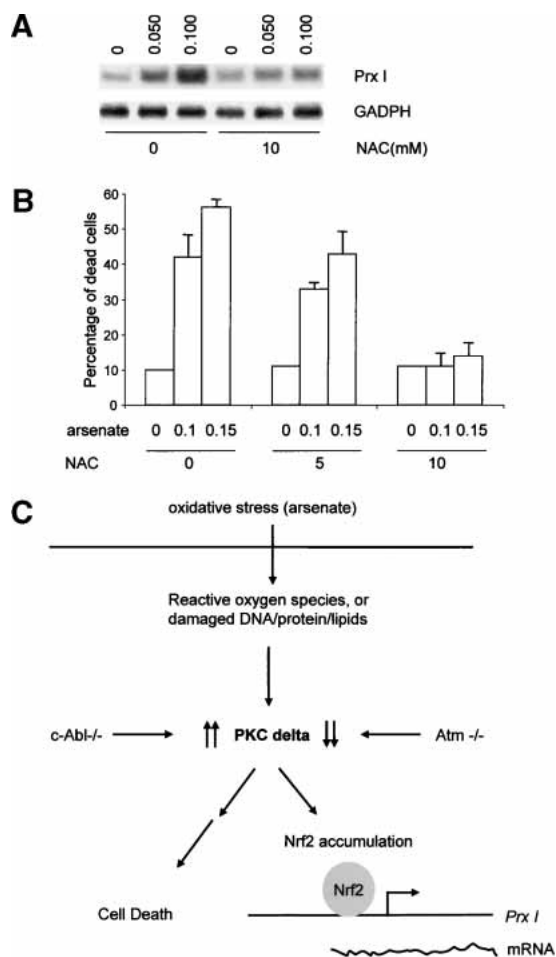 A
0 0.050 0.100 0 0.050 0.100
Prx I
GADPH
0 10 NAC(mM)
B
Percentage of dead cells
60
50
40
30
20
10
0
arsenate 0 0.1 0.15 0 0.1 0.15 0 0.1 0.15
NAC 0 5 10
C
oxidative stress (arsenate)
Reactive oxygen species, or
damaged DNA/protein/lipids
c-Abl-/- PKC delta Atm -/-
Nrf2 accumulation
Nrf2
Cell Death
Prx I
mRNA